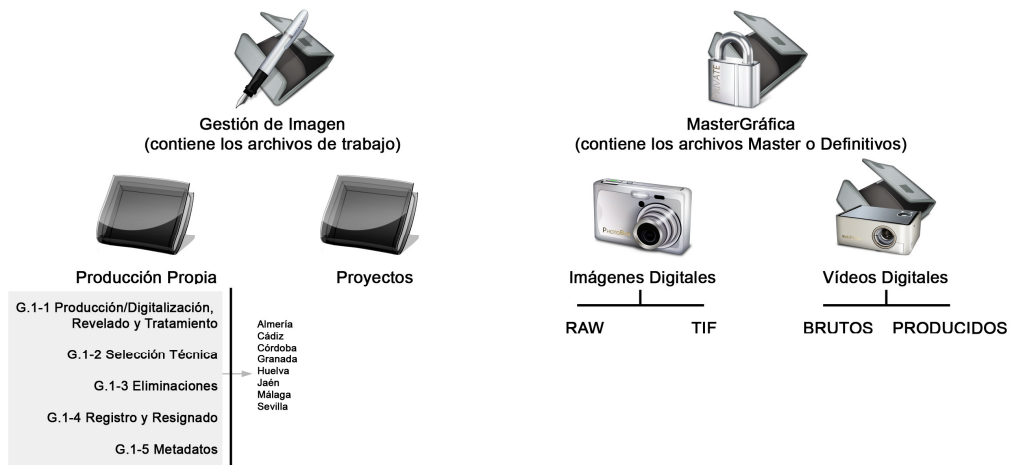 PRIVATE
Gestión de Imagen
(contiene los archivos de trabajo)
MasterGráfica
(contiene los archivos Master o Definitivos)
Producción Propia
Proyectos
Imágenes Digitales
Vídeos Digitales
G.1-1 Producción/Digitalización,
Revelado y Tratamiento
G.1-2 Selección Técnica
G.1-3 Eliminaciones
G.1-4 Registro y Resignado
G.1-5 Metadatos
Almería
Cádiz
Córdoba
Granada
Huelva
Jaén
Málaga
Sevilla
RAW
TIF
BRUTOS
PRODUCIDOS